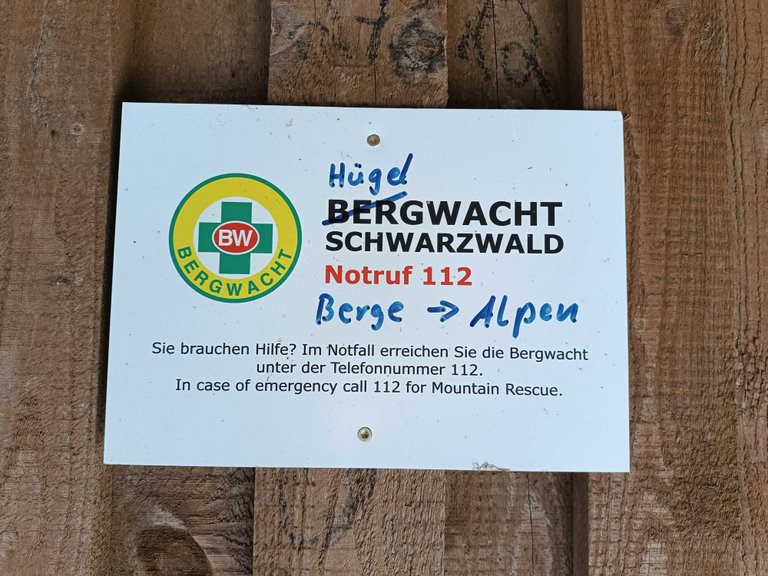 Hügel
BERGWACHT
SCHWARZWALD
Notruf 112
Berge → Alpen
BW
BERGWACHT
Sie brauchen Hilfe? Im Notfall erreichen Sie die Bergwacht
unter der Telefonnummer 112.
In case of emergency call 112 for Mountain Rescue.